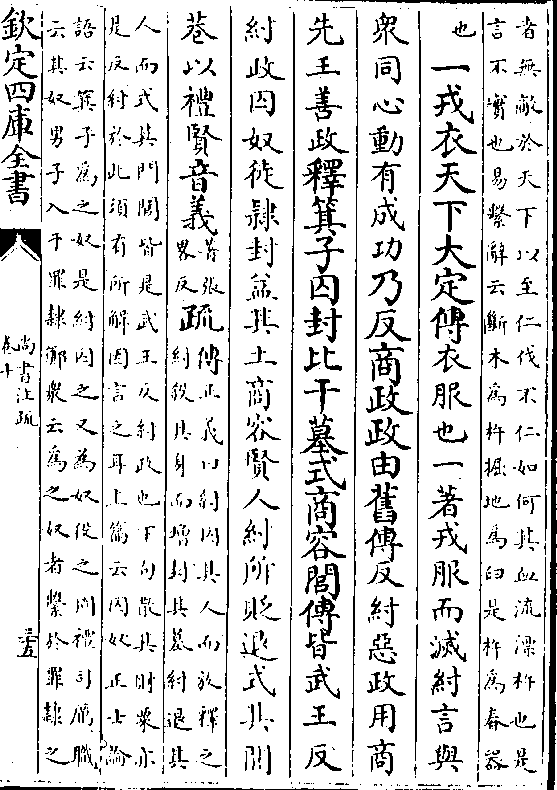 者無敵於天下以至仁伐不仁如何其血流漂杵也是
言不實也易繫辭云斷木為杵掘地為臼是杵為舂器
也
一戎衣天下大定傳衣服也一著戎服而滅紂言與
眾同心動有成功乃反商政政由舊傳反紂惡政用商
先王善政釋箕子囚封比干墓式商容閭傳皆武王反
紂政囚奴徒隸封益其土商容賢人紂所貶退式其閭
巷以禮賢音義著張
畧反
疏傳正義曰紂囚其人而放釋之
紂殺其身而增封其墓紂退其
人而式其門閭皆是武王反紂政也下句散其財粟亦
是反紂於此須有所解因言之耳上篇云囚奴正士論
語云箕子為之奴是紂囚之又為奴役之周禮司厲職
云其奴男子入于罪隸鄭衆云為之奴者繫於罪隸之
欽定四庫全書
尚書注疏
卷十
三五